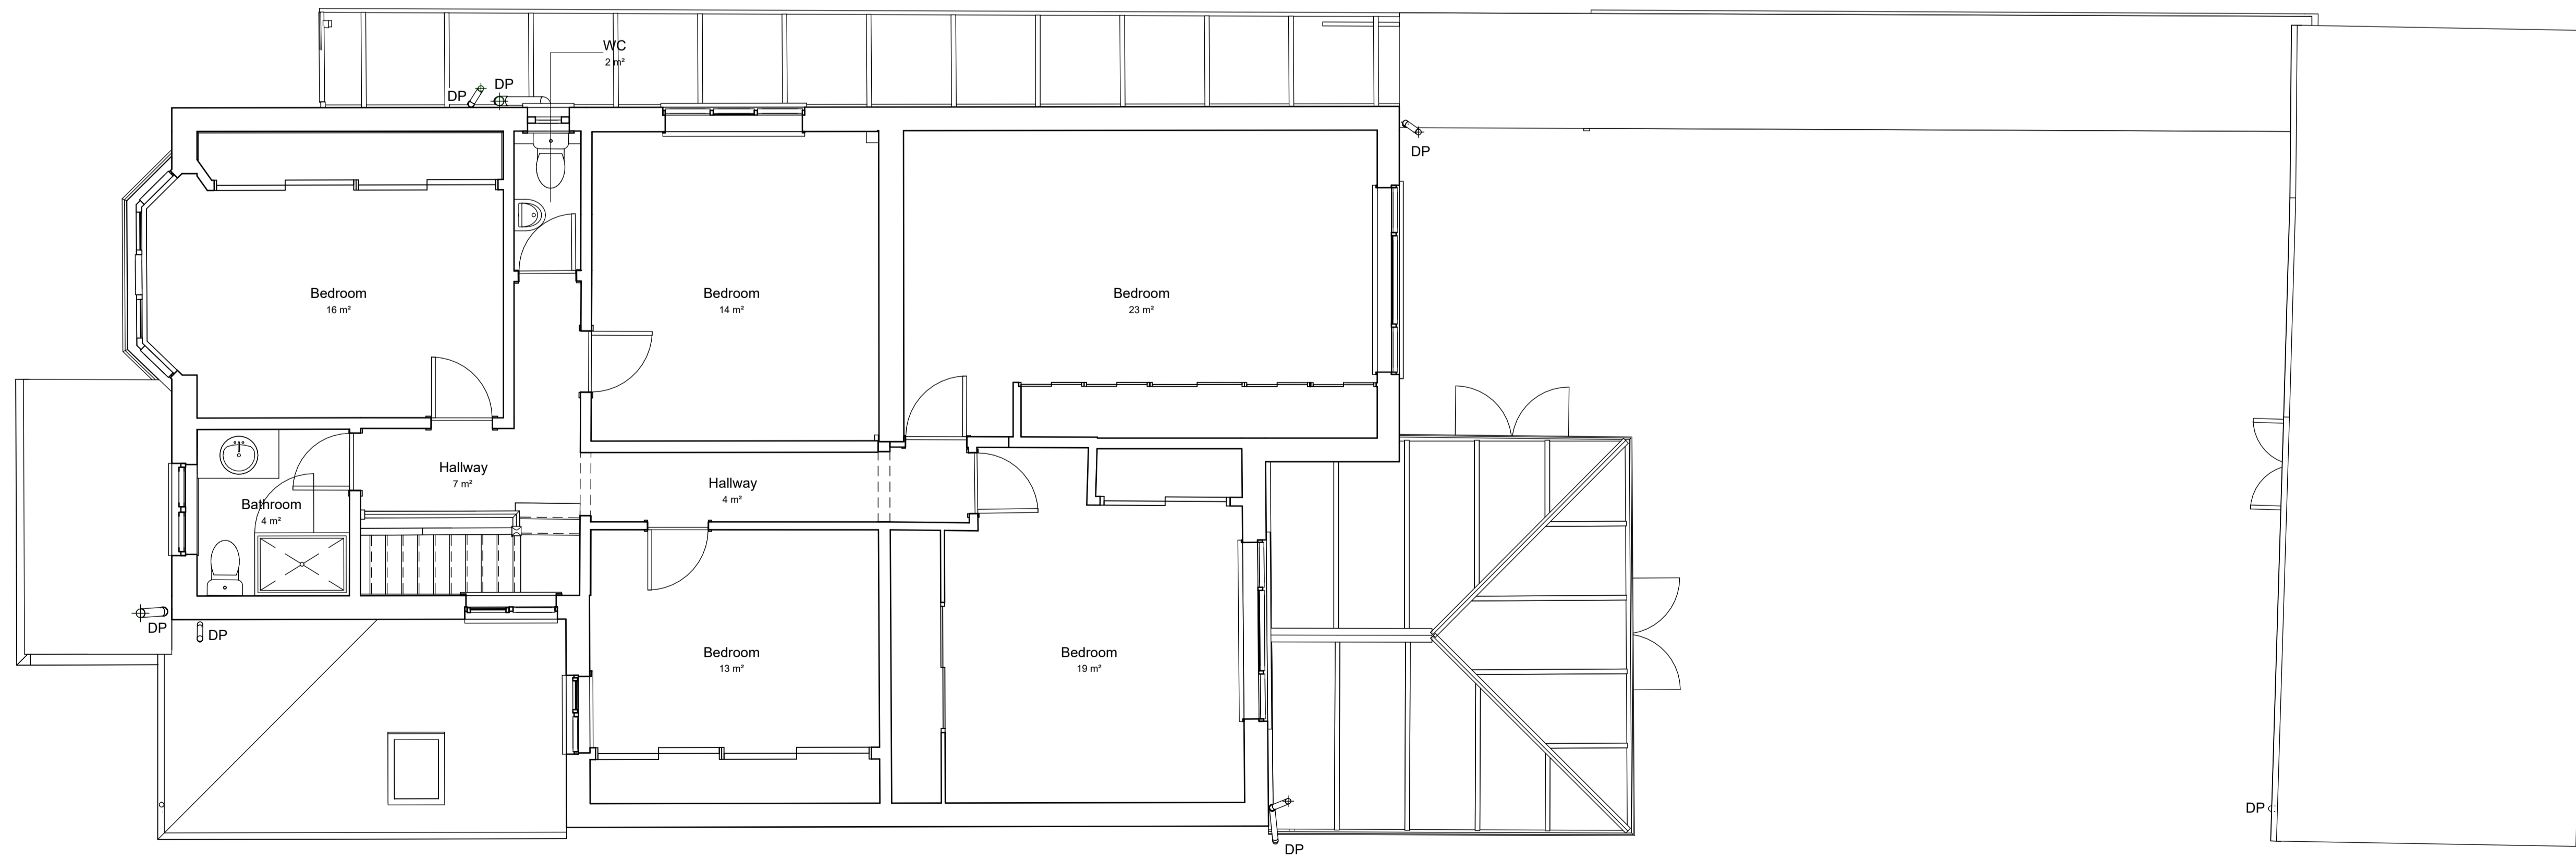 WC
2 m²
DP
DP
DP
Bedroom
16 m²
Bedroom
14 m²
Bedroom
23 m²
Hallway
7 m²
Hallway
4 m²
Bathroom
4 m²
DP
DP
Bedroom
13 m²
Bedroom
19 m²
DP
DP